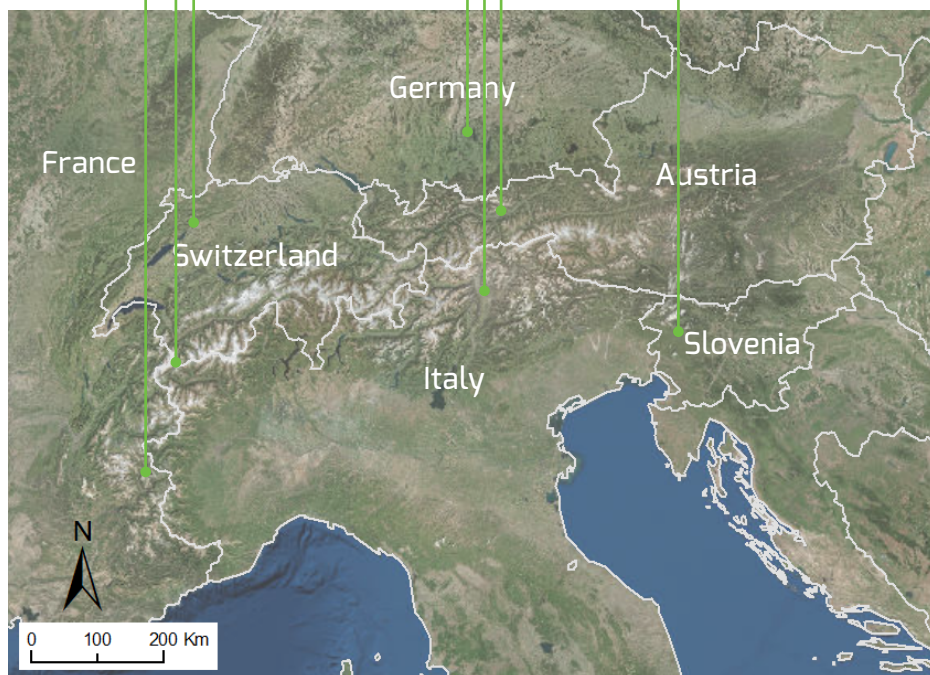 Germany
France
Austria
Switzerland
Slovenia
Italy
N
0 100 200 Km